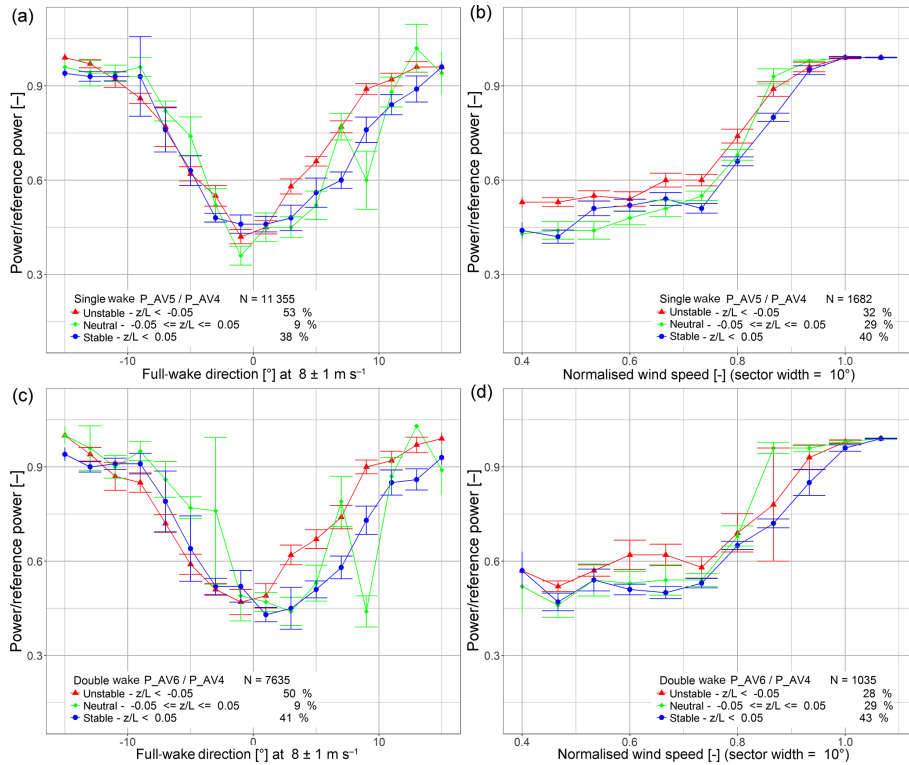 (a)
Power/reference power [–]
0.9
0.6
0.3
Single wake P_AV5 / P_AV4 N = 11 355
Unstable - z/L < -0.05 53 %
Neutral - -0.05 <= z/L <= 0.05 9 %
Stable - z/L < 0.05 38 %
-10 0 10
Full-wake direction [°] at 8 ± 1 m s⁻¹
(b)
Power/reference power [–]
0.9
0.6
0.3
Single wake P_AV5 / P_AV4 N = 1682
Unstable - z/L < -0.05 32 %
Neutral - -0.05 <= z/L <= 0.05 29 %
Stable - z/L < 0.05 40 %
0.4 0.6 0.8 1.0
Normalised wind speed [-] (sector width = 10°)
(c)
Power/reference power [–]
0.9
0.6
0.3
Double wake P_AV6 / P_AV4 N = 7635
Unstable - z/L < -0.05 50 %
Neutral - -0.05 <= z/L <= 0.05 9 %
Stable - z/L < 0.05 41 %
-10 0 10
Full-wake direction [°] at 8 ± 1 m s⁻¹
(d)
Power/reference power [–]
0.9
0.6
0.3
Double wake P_AV6 / P_AV4 N = 1035
Unstable - z/L < -0.05 28 %
Neutral - -0.05 <= z/L <= 0.05 29 %
Stable - z/L < 0.05 43 %
0.4 0.6 0.8 1.0
Normalised wind speed [-] (sector width = 10°)